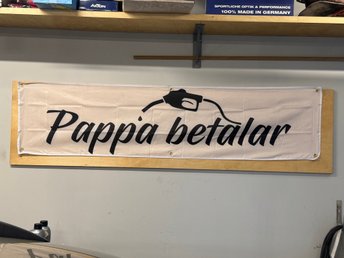 SPORTLICHE OPTIK & PERFORMANCE
100% MADE IN GERMANY
Pappa betalar